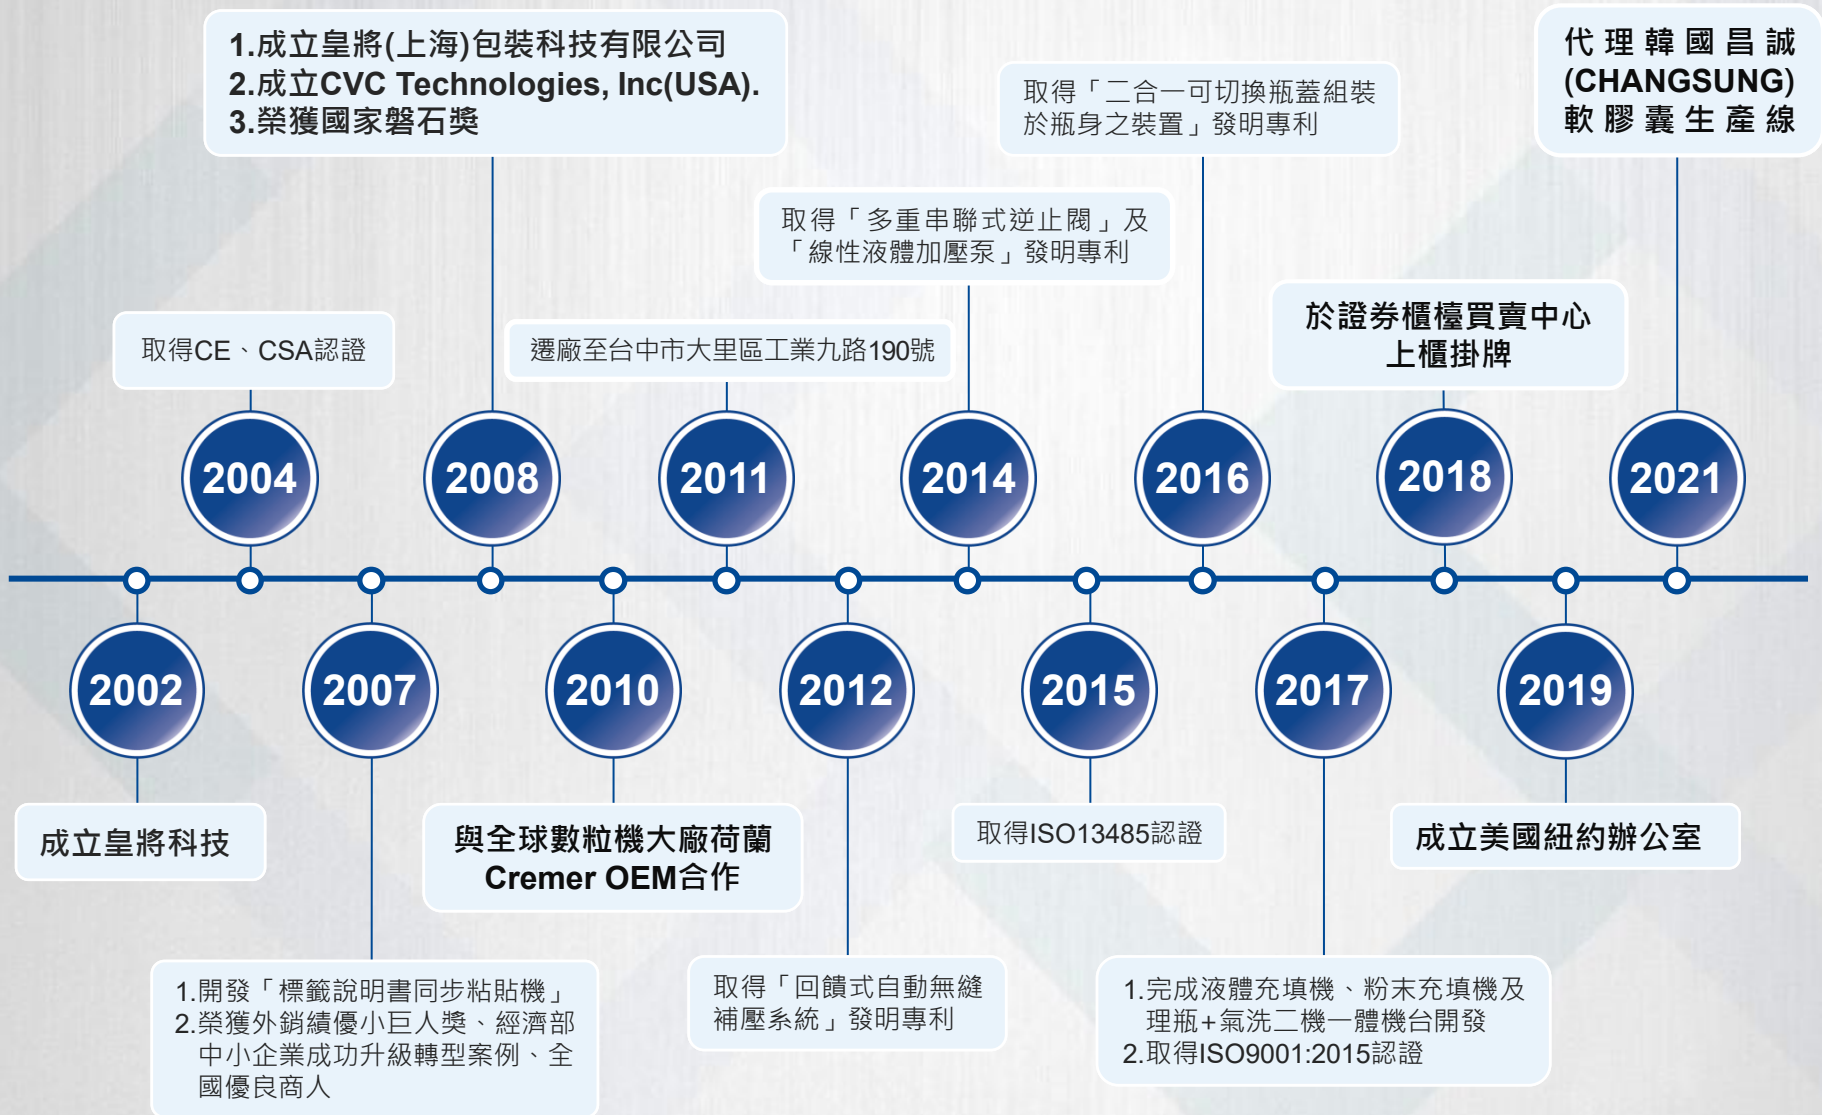 1.成立皇將(上海)包裝科技有限公司
2.成立CVC Technologies, Inc(USA).
3.榮獲國家磐石獎
取得「二合一可切換瓶蓋組裝
於瓶身之裝置」發明專利
代理韓國昌誠
(CHANGSUNG)
軟膠囊生產線
取得「多重串聯式逆止閥」及
「線性液體加壓泵」發明專利
取得CE、CSA認證
遷廠至台中市大里區工業九路190號
於證券櫃檯買賣中心
上櫃掛牌
2004
2008
2011
2014
2016
2018
2021
2002
2007
2010
2012
2015
2017
2019
成立皇將科技
與全球數粒機大廠荷蘭
Cremer OEM合作
取得ISO13485認證
成立美國紐約辦公室
1.開發「標籤說明書同步粘貼機」
2.榮獲外銷績優小巨人獎、經濟部
中小企業成功升級轉型案例、全
國優良商人
取得「回饋式自動無縫
補壓系統」發明專利
1.完成液體充填機、粉末充填機及
理瓶+氣洗二機一體機台開發
2.取得ISO9001:2015認證